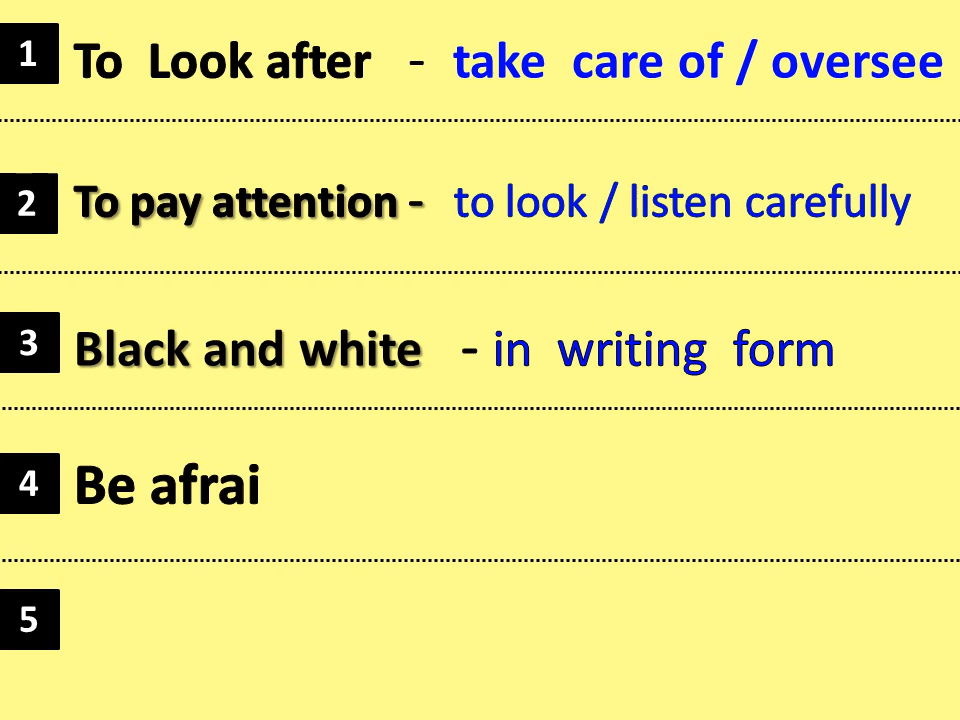 1 To Look after - take care of / oversee
2 To pay attention - to look / listen carefully
3 Black and white - in writing form
4 Be afrai
5